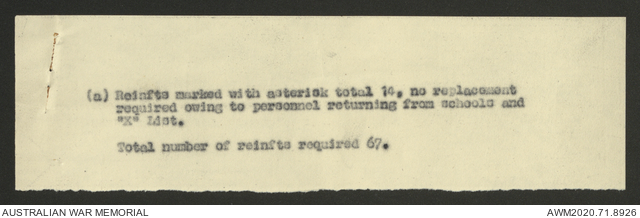 (a) Reinfts marked with asterisk total 14, no replacement
required owing to personnel returning from schools and
"X" List.
Total number of reinfts required 67.
AUSTRALIAN WAR MEMORIAL
AWM2020.71.8926